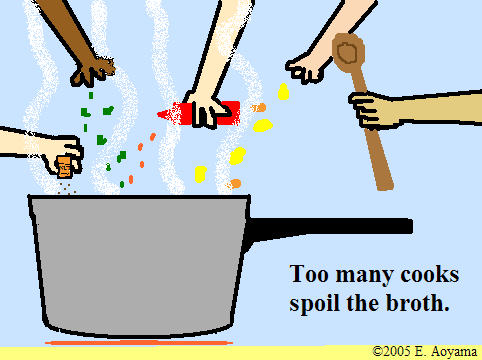 Too many cooks
spoil the broth.
©2005 E. Aoyama